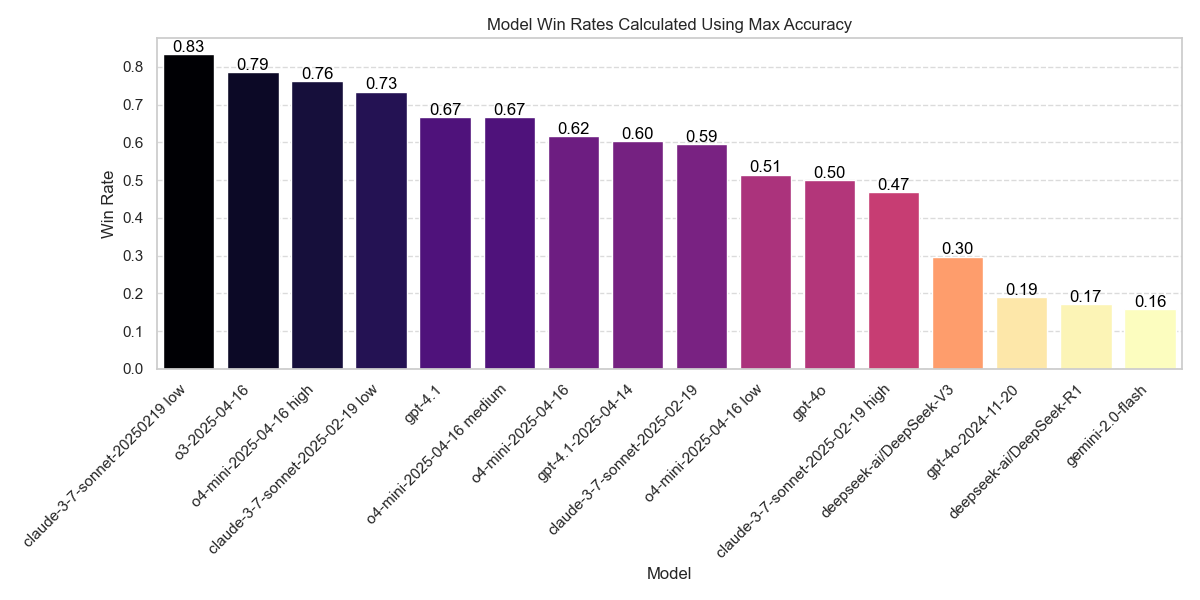 Model Win Rates Calculated Using Max Accuracy
Win Rate
0.8
0.7
0.6
0.5
0.4
0.3
0.2
0.1
0.0
0.83
0.79
0.76
0.73
0.67
0.67
0.62
0.60
0.59
0.51
0.50
0.47
0.30
0.19
0.17
0.16
claude-3-7-sonnet-20250219 low
o3-2025-04-16
o4-mini-2025-04-16 high
claude-3-7-sonnet-2025-02-19 low
gpt-4.1
o4-mini-2025-04-16 medium
o4-mini-2025-04-16
gpt-4.1-2025-04-14
claude-3-7-sonnet-2025-02-19
o4-mini-2025-04-16 low
gpt-4o
claude-3-7-sonnet-2025-02-19 high
deepseek-ai/DeepSeek-V3
gpt-4o-2024-11-20
deepseek-ai/DeepSeek-R1
gemini-2.0-flash
Model